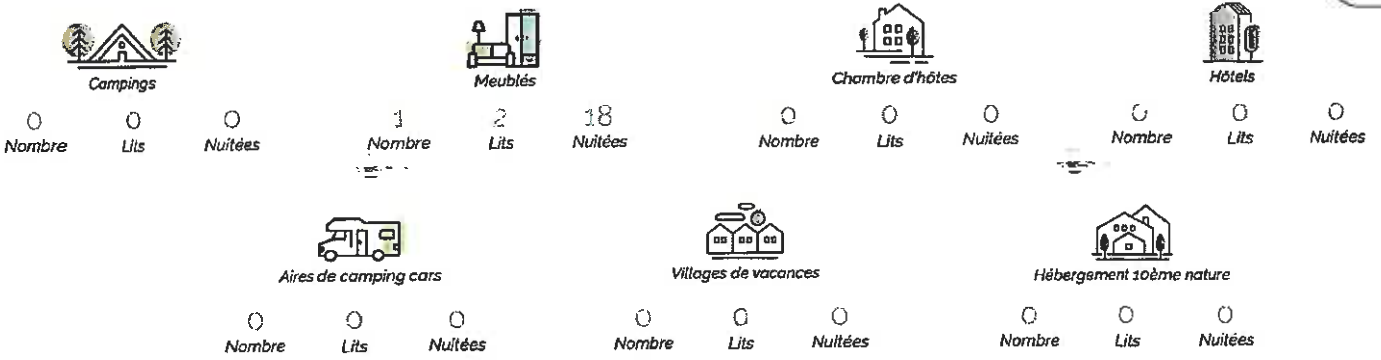 Campings
Meublés
Chambre d'hôtes
Hôtels
0 0 0 1 2 18 0 0 0 0 0 0
Nombre Lits Nuitées Nombre Lits Nuitées Nombre Lits Nuitées Nombre Lits Nuitées
Aires de camping cars
Villages de vacances
Hébergement 10ème nature
0 0 0 0 0 0 0 0 0
Nombre Lits Nuitées Nombre Lits Nuitées Nombre Lits Nuitées